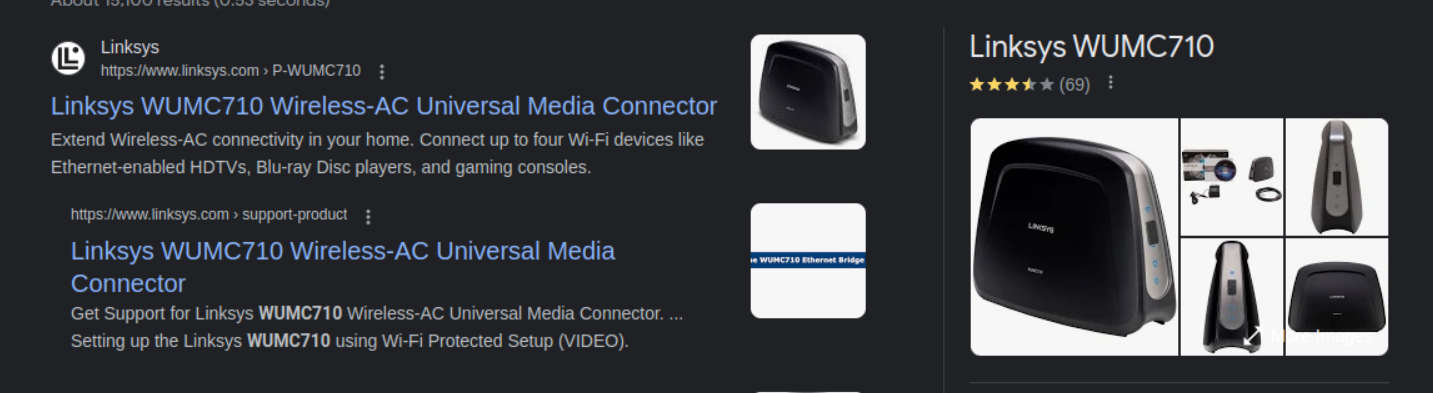 About 15,100 results (0.53 seconds)
Linksys
https://www.linksys.com › P-WUMC710
Linksys WUMC710 Wireless-AC Universal Media Connector
Extend Wireless-AC connectivity in your home. Connect up to four Wi-Fi devices like
Ethernet-enabled HDTVs, Blu-ray Disc players, and gaming consoles.
https://www.linksys.com › support-product
Linksys WUMC710 Wireless-AC Universal Media
Connector
Get Support for Linksys WUMC710 Wireless-AC Universal Media Connector. ...
Setting up the Linksys WUMC710 using Wi-Fi Protected Setup (VIDEO).
e WUMC710 Ethernet Bridge
Linksys WUMC710
(69)
LINKSYS
More images